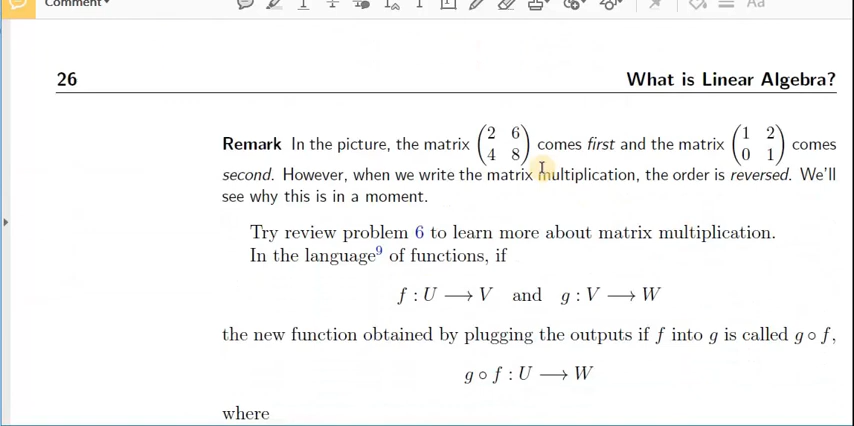 Comment
26 What is Linear Algebra?
Remark In the picture, the matrix (2 6
4 8) comes first and the matrix (1 2
0 1) comes
second. However, when we write the matrix multiplication, the order is reversed. We'll
see why this is in a moment.
Try review problem 6 to learn more about matrix multiplication.
In the language⁹ of functions, if
f : U ⟶ V and g : V ⟶ W
the new function obtained by plugging the outputs if f into g is called g ∘ f,
g ∘ f : U ⟶ W
where